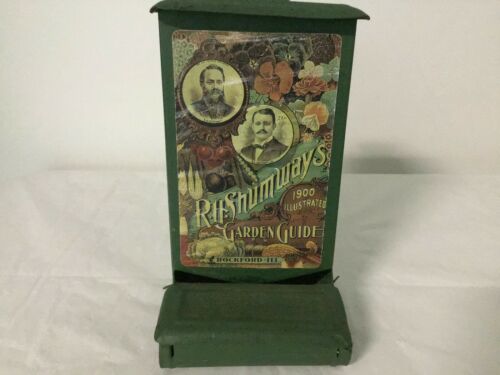 R.H. Shumway's
1900
ILLUSTRATED
GARDEN GUIDE
ROCKFORD-ILL